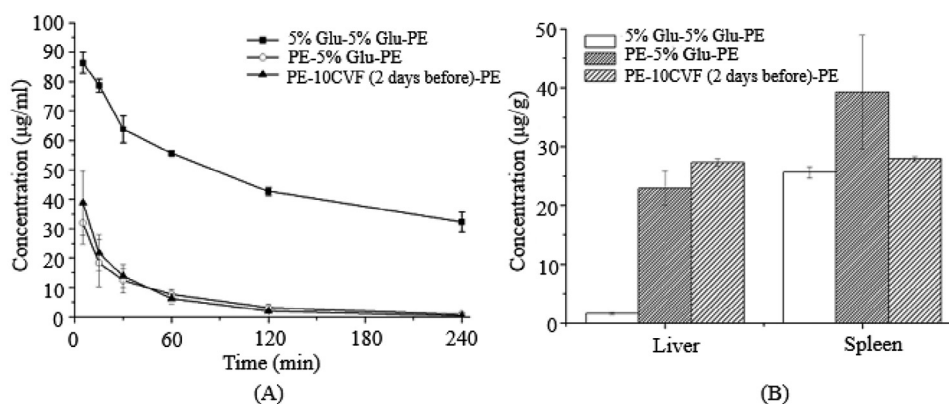 100
90
80
70
60
50
40
30
20
10
0
Concentration (μg/ml)
5% Glu-5% Glu-PE
PE-5% Glu-PE
PE-10CVF (2 days before)-PE
0 60 120 180 240
Time (min)
(A)
50
40
30
20
10
0
Concentration (μg/g)
5% Glu-5% Glu-PE
PE-5% Glu-PE
PE-10CVF (2 days before)-PE
Liver Spleen
(B)